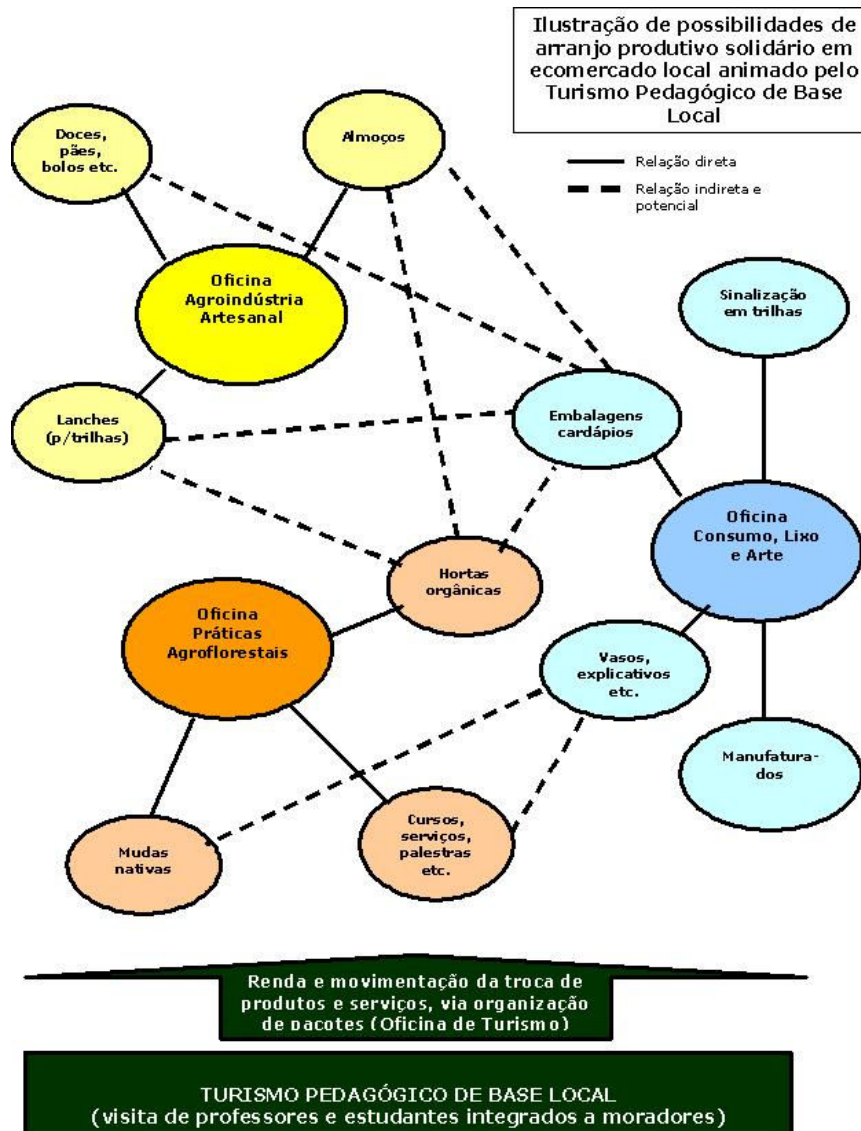 Ilustração de possibilidades de
arranjo produtivo solidário em
ecomercado local animado pelo
Turismo Pedagógico de Base
Local
Relação direta
Relação indireta e
potencial
Doces,
pães,
bolos etc.
Almoços
Oficina
Agroindústria
Artesanal
Sinalização
em trilhas
Lanches
(p/trilhas)
Embalagens
cardápios
Oficina
Consumo, Lixo
e Arte
Hortas
orgânicas
Oficina
Práticas
Agroflorestais
Vasos,
explicativos
etc.
Manufatura-
dos
Mudas
nativas
Cursos,
serviços,
palestras
etc.
Renda e movimentação da troca de
produtos e serviços, via organização
de pacotes (Oficina de Turismo)
TURISMO PEDAGÓGICO DE BASE LOCAL
(visita de professores e estudantes integrados a moradores)